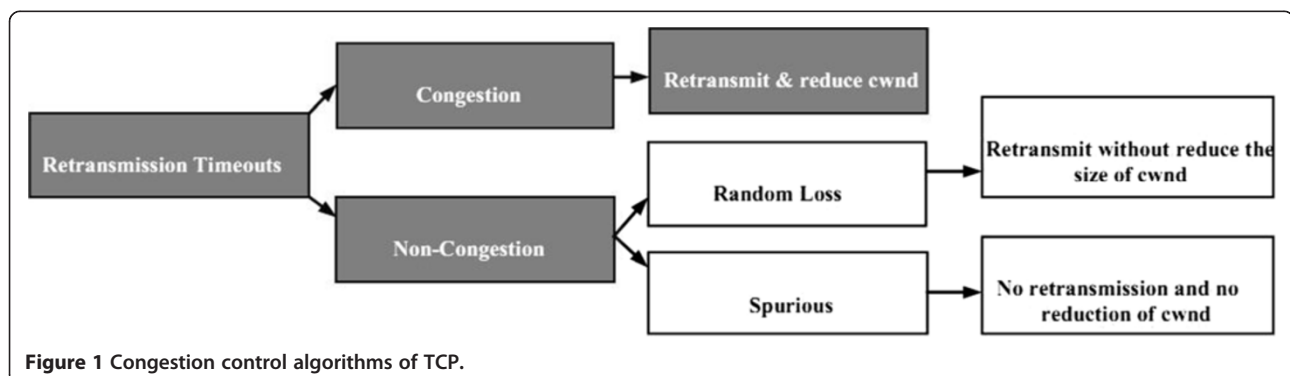 Congestion
Retransmit & reduce cwnd
Retransmission Timeouts
Retransmit without reduce the
size of cwnd
Random Loss
Non-Congestion
No retransmission and no
reduction of cwnd
Spurious
Figure 1 Congestion control algorithms of TCP.